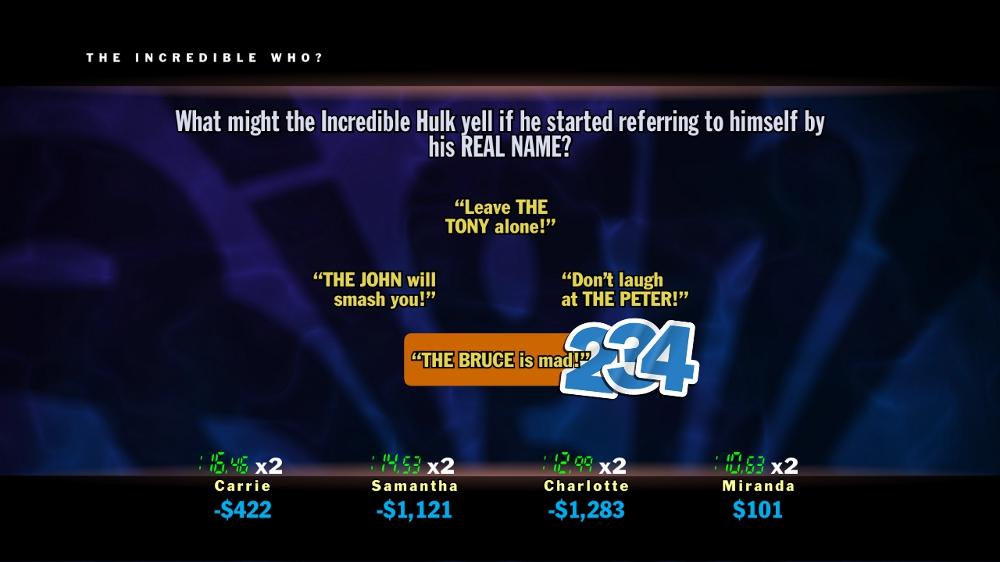 THE INCREDIBLE WHO?
What might the Incredible Hulk yell if he started referring to himself by
his REAL NAME?
“Leave THE
TONY alone!”
“THE JOHN will
smash you!”
“Don’t laugh
at THE PETER!”
“THE BRUCE is mad!”
234
:16.46 x2
:14.53 x2
:12.99 x2
:10.63 x2
Carrie
Samantha
Charlotte
Miranda
-$422
-$1,121
-$1,283
$101